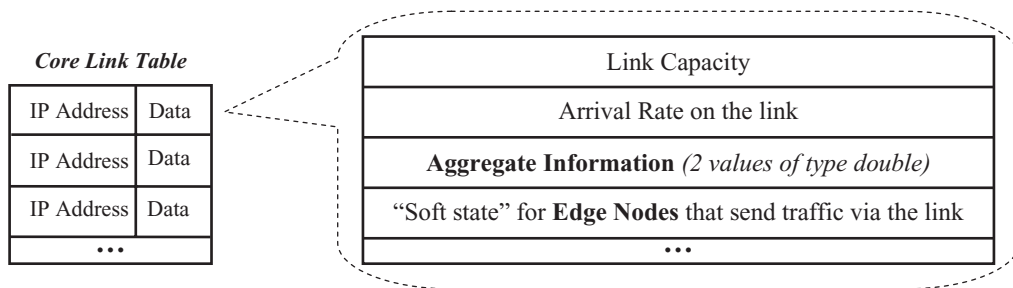 Core Link Table
IP Address Data
IP Address Data
IP Address Data
...
Link Capacity
Arrival Rate on the link
Aggregate Information (2 values of type double)
“Soft state” for Edge Nodes that send traffic via the link
...